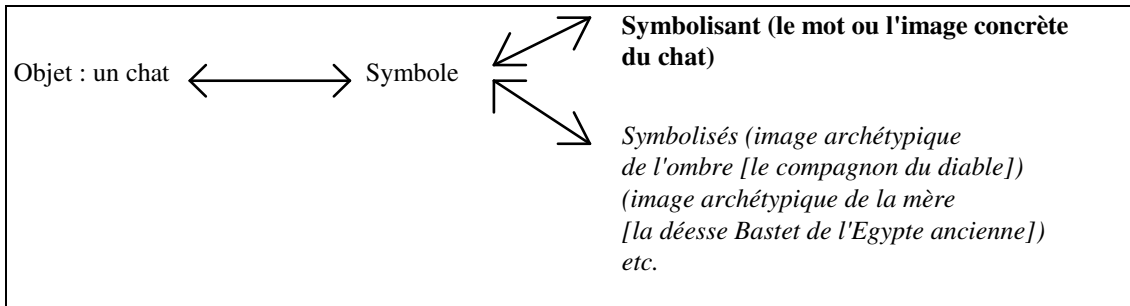 Symbolisant (le mot ou l'image concrète
du chat)
Objet : un chat
Symbole
Symbolisés (image archétypique
de l'ombre [le compagnon du diable])
(image archétypique de la mère
[la déesse Bastet de l'Egypte ancienne])
etc.